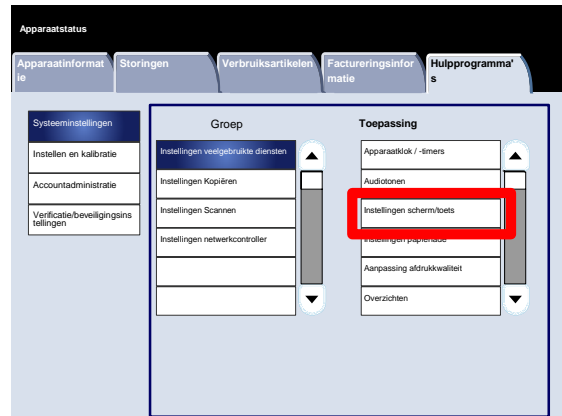 Apparaatstatus
Apparaatinformat
ie
Storingen
Verbruiksartikelen
Factureringsinfor
matie
Hulpprogramma'
s
Systeeminstellingen
Instellen en kalibratie
Accountadministratie
Verificatie/beveiligingsins
tellingen
Groep
Instellingen veelgebruikte diensten
Instellingen Kopiëren
Instellingen Scannen
Instellingen netwerkcontroller
Toepassing
Apparaatklok / -timers
Audiotonen
Instellingen scherm/toets
Instellingen papierlade
Aanpassing afdrukkwaliteit
Overzichten